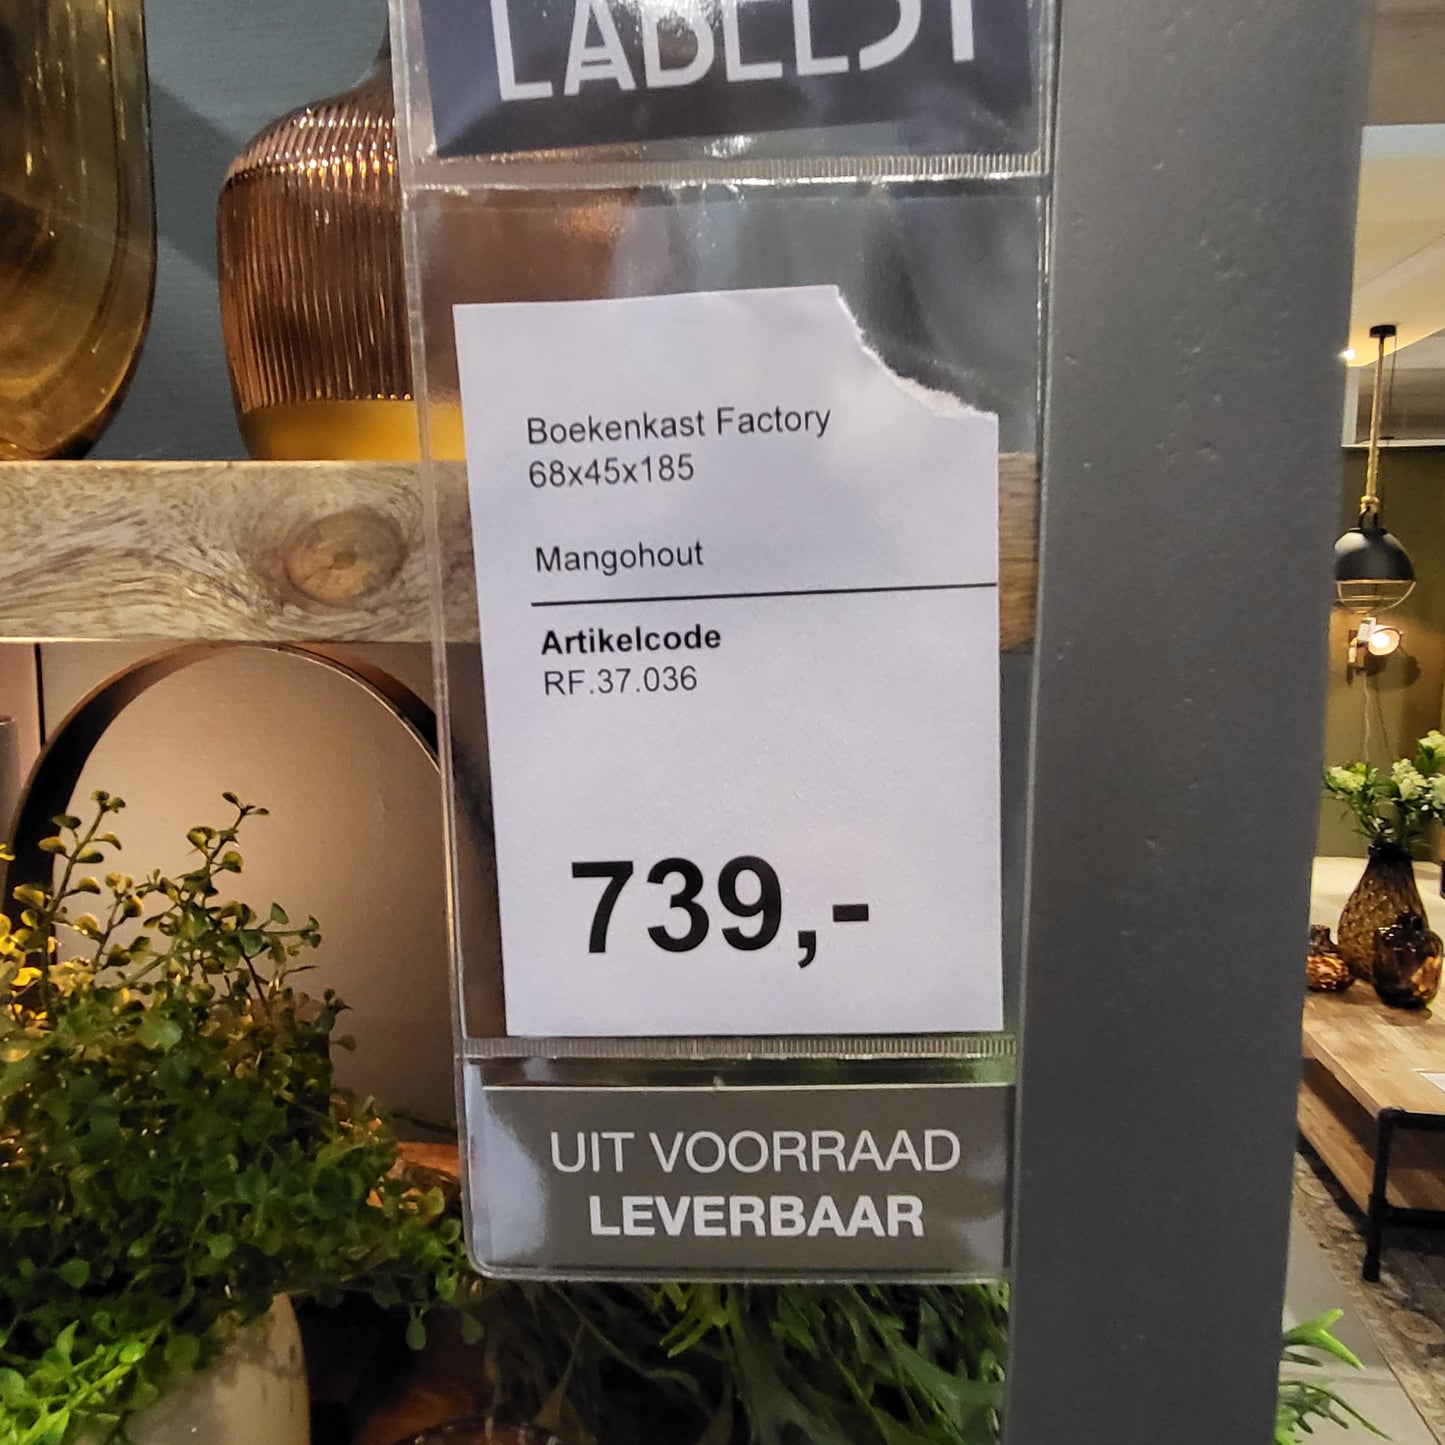 LABEL51
Boekenkast Factory
68x45x185
Mangohout
Artikelcode
RF.37.036
739,-
UIT VOORRAAD
LEVERBAAR